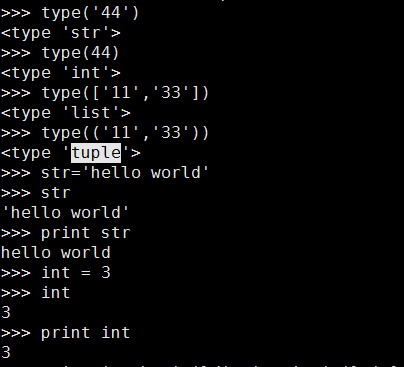 >>> type('44')
<type 'str'>
>>> type(44)
<type 'int'>
>>> type(['11','33'])
<type 'list'>
>>> type(('11','33'))
<type 'tuple'>
>>> str='hello world'
>>> str
'hello world'
>>> print str
hello world
>>> int = 3
>>> int
3
>>> print int
3